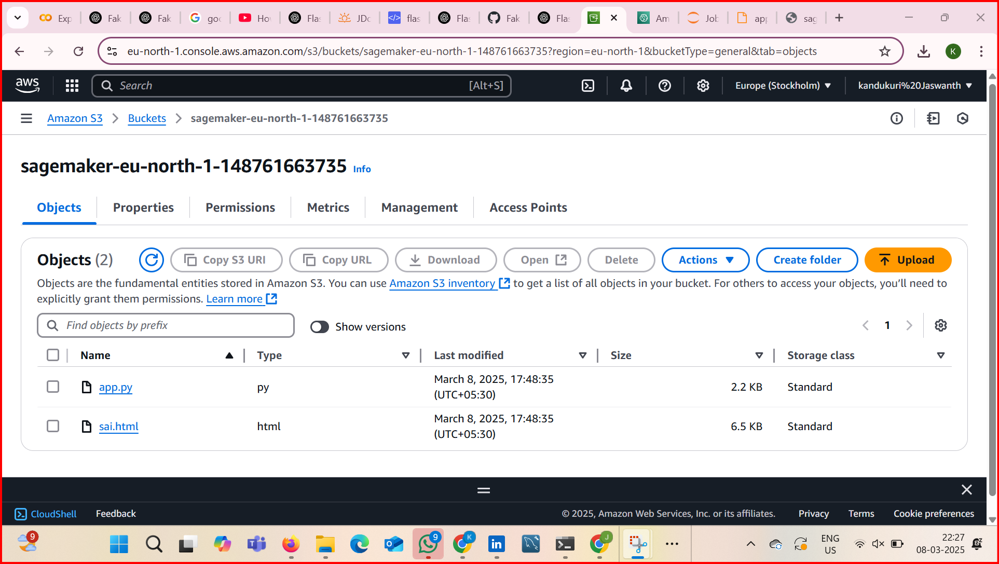 Exp
Fak
Fak
goo
Ho
Fla
JDo
</> flas
Fla
Fak
Fla
Am
Job
app
sag
eu-north-1.console.aws.amazon.com/s3/buckets/sagemaker-eu-north-1-148761663735?region=eu-north-1&bucketType=general&tab=objects
K
aws
Search
[Alt+S]
Europe (Stockholm)
kandukuri%20Jaswanth
Amazon S3
Buckets
sagemaker-eu-north-1-148761663735
sagemaker-eu-north-1-148761663735 Info
Objects
Properties
Permissions
Metrics
Management
Access Points
Objects (2)
Copy S3 URI
Copy URL
Download
Open
Delete
Actions
Create folder
Upload
Objects are the fundamental entities stored in Amazon S3. You can use Amazon S3 inventory to get a list of all objects in your bucket. For others to access your objects, you’ll need to
explicitly grant them permissions. Learn more
Find objects by prefix
Show versions
1
Name
Type
Last modified
Size
Storage class
app.py
py
March 8, 2025, 17:48:35
(UTC+05:30)
2.2 KB
Standard
sai.html
html
March 8, 2025, 17:48:35
(UTC+05:30)
6.5 KB
Standard
CloudShell
Feedback
© 2025, Amazon Web Services, Inc. or its affiliates.
Privacy
Terms
Cookie preferences
9
9
K
in
J
ENG
US
22:27
08-03-2025